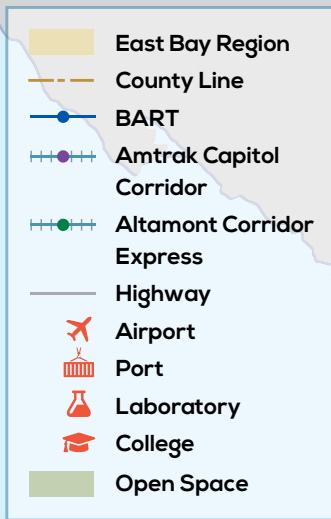 East Bay Region
County Line
BART
Amtrak Capitol
Corridor
Altamont Corridor
Express
Highway
Airport
Port
Laboratory
College
Open Space